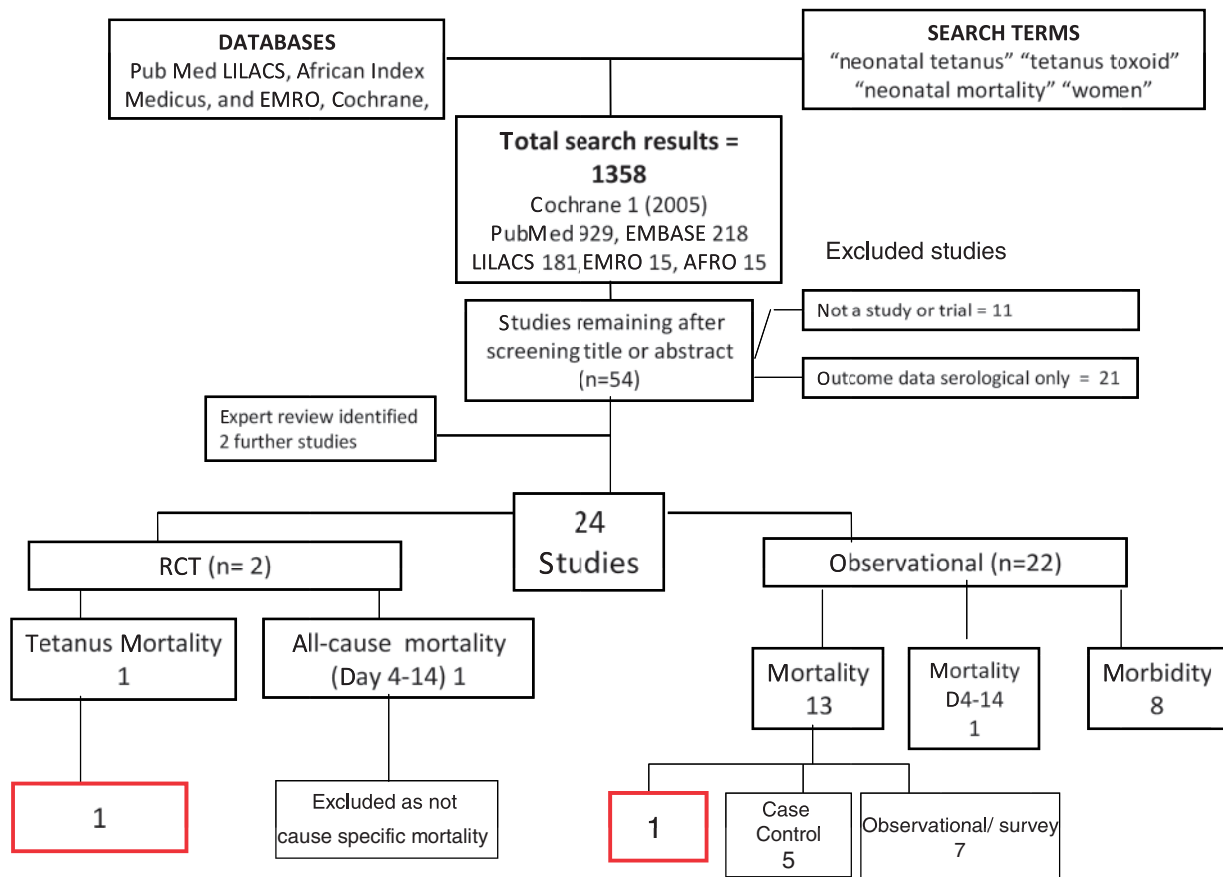 DATABASES
Pub Med LILACS, African Index
Medicus, and EMRO, Cochrane,
SEARCH TERMS
“neonatal tetanus” “tetanus toxoid”
“neonatal mortality” “women”
Total search results =
1358
Cochrane 1 (2005)
PubMed 929, EMBASE 218
LILACS 181,EMRO 15, AFRO 15
Excluded studies
Studies remaining after
screening title or abstract
(n=54)
Not a study or trial = 11
Outcome data serological only = 21
Expert review identified
2 further studies
24
Studies
RCT (n= 2)
Observational (n=22)
Tetanus Mortality
1
All-cause mortality
(Day 4-14) 1
Mortality
13
Mortality
D4-14
1
Morbidity
8
1
Excluded as not
cause specific mortality
1
Case
Control
5
Observational/ survey
7